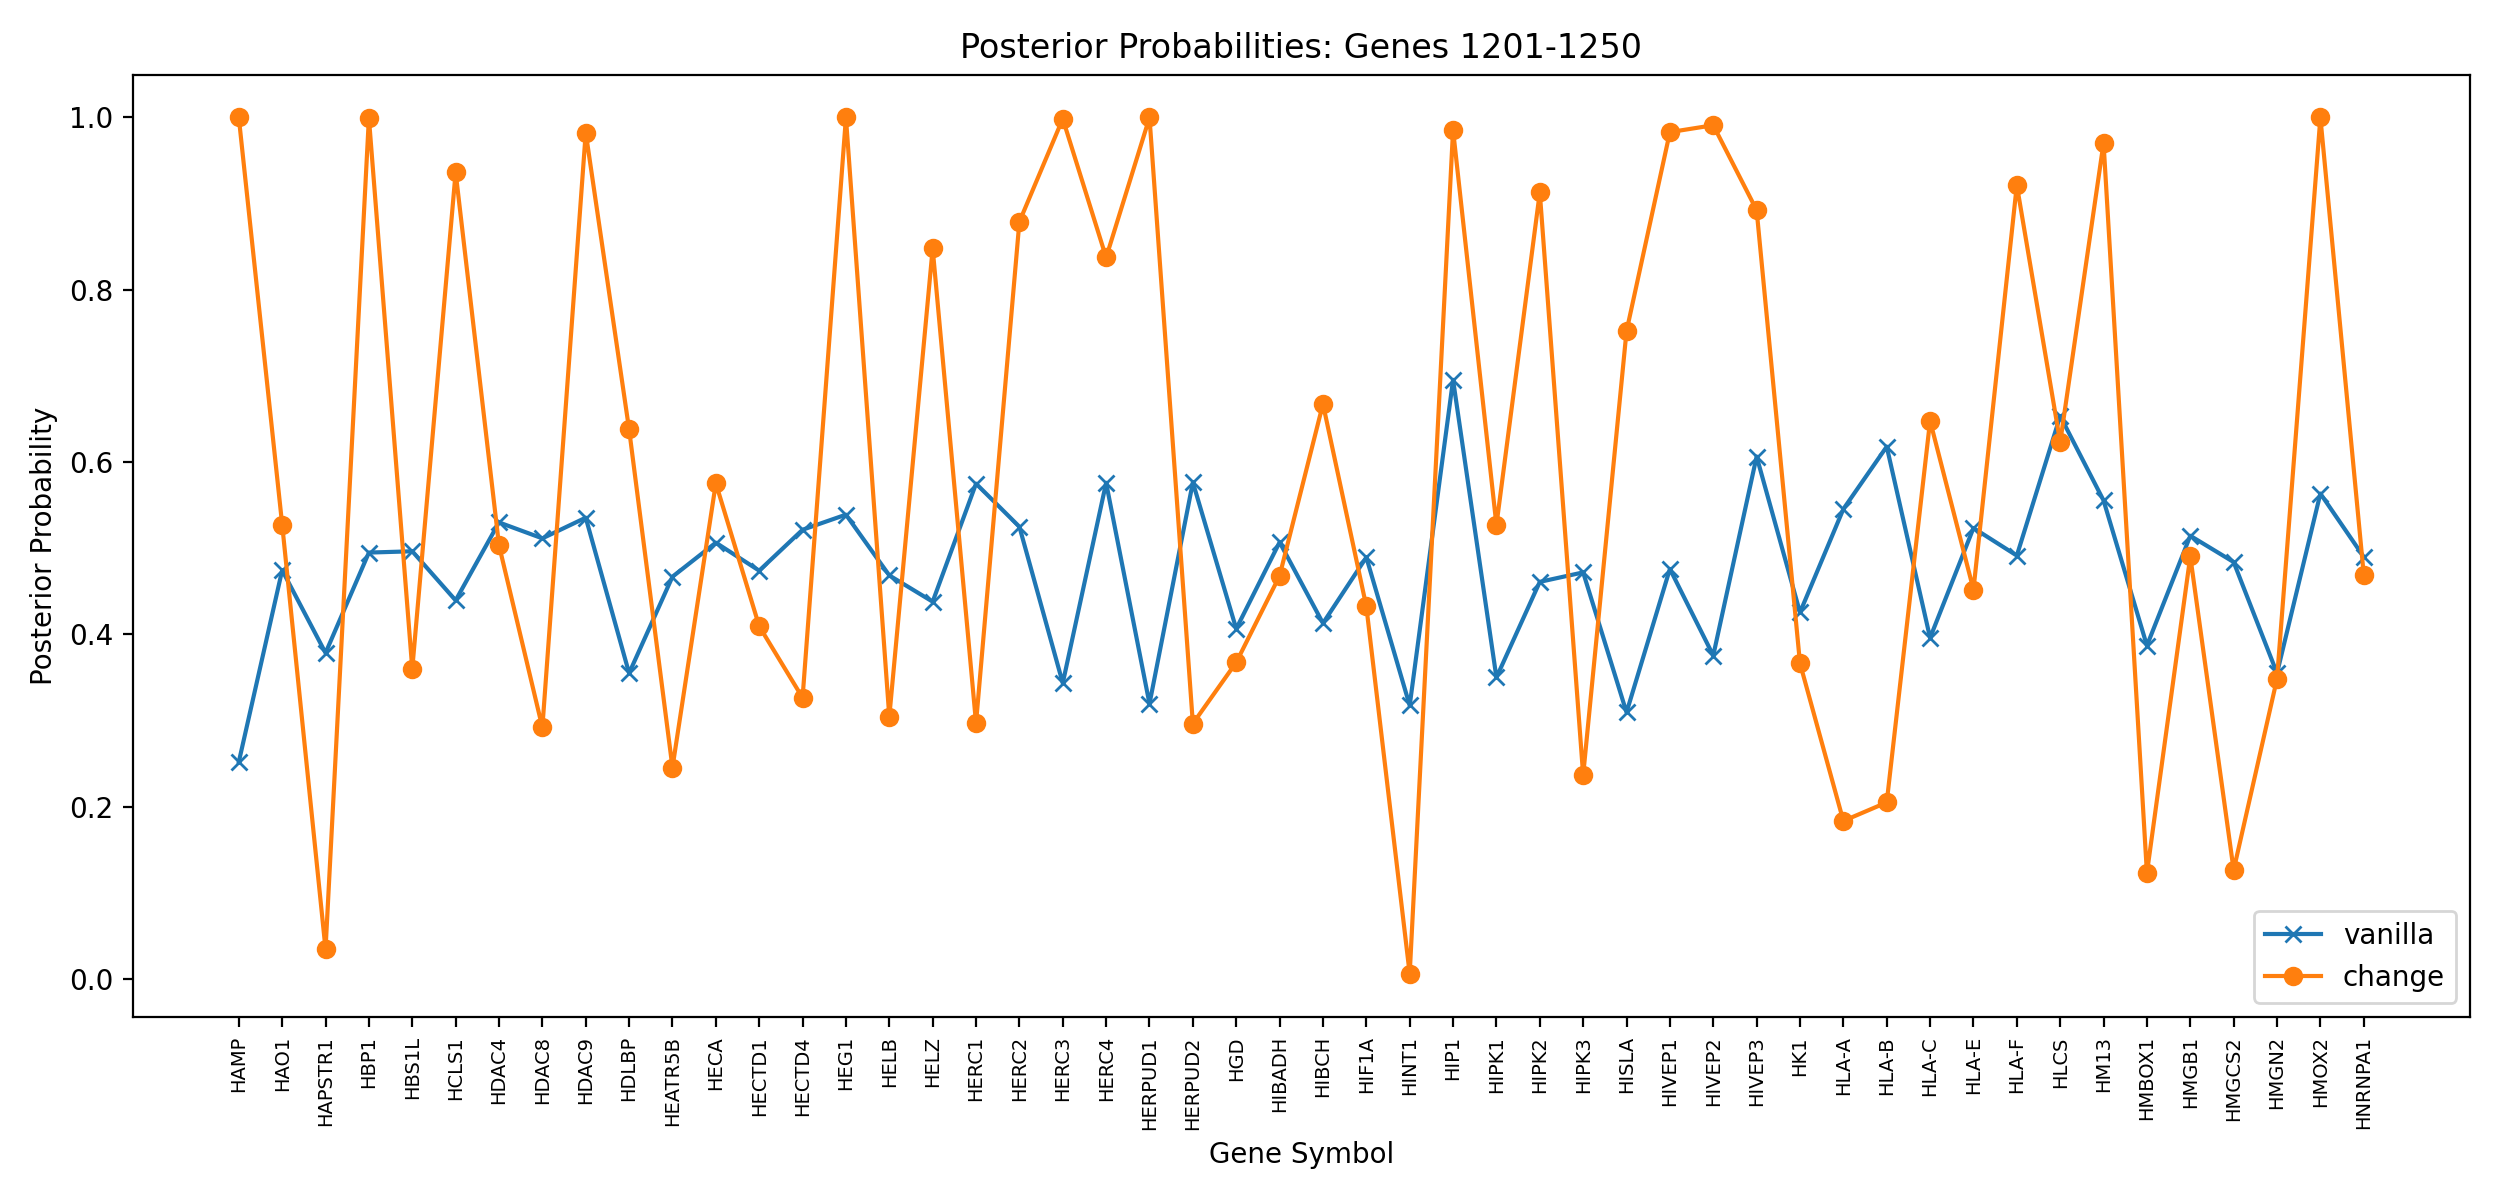 Posterior Probabilities: Genes 1201-1250
Posterior Probability
1.0
0.8
0.6
0.4
0.2
0.0
vanilla
change
HAMP
HAO1
HAPSTR1
HBP1
HBS1L
HCLS1
HDAC4
HDAC8
HDAC9
HDLBP
HEATR5B
HECA
HECTD1
HECTD4
HEG1
HELB
HELZ
HERC1
HERC2
HERC3
HERC4
HERPUD1
HERPUD2
HGD
HIBADH
HIBCH
HIF1A
HINT1
HIP1
HIPK1
HIPK2
HIPK3
HISLA
HIVEP1
HIVEP2
HIVEP3
HK1
HLA-A
HLA-B
HLA-C
HLA-E
HLA-F
HLCS
HM13
HMBOX1
HMGB1
HMGCS2
HMGN2
HMOX2
HNRNPA1
Gene Symbol